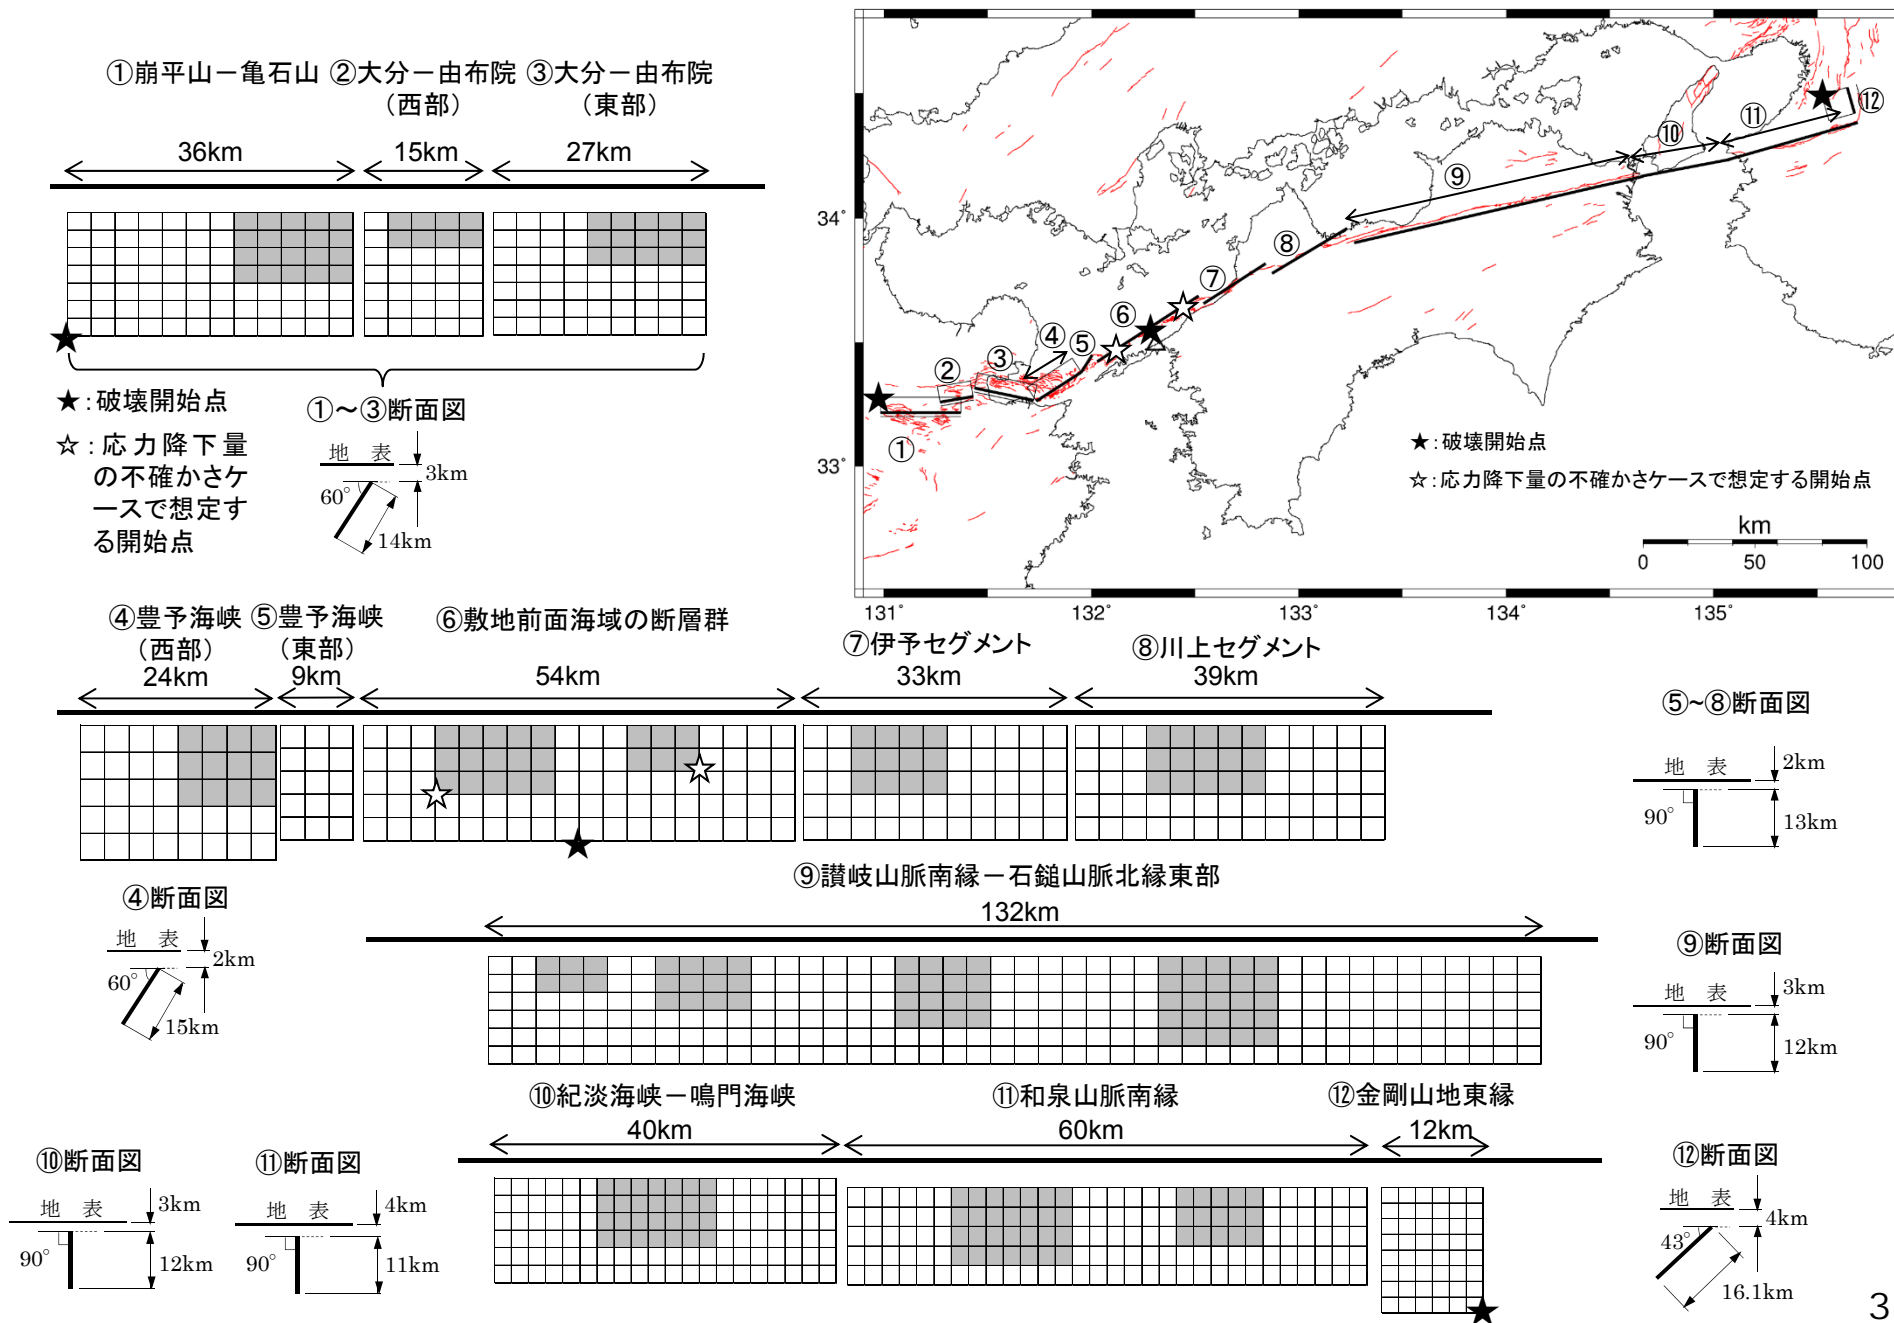 ①崩平山－亀石山 ②大分－由布院 ③大分－由布院
（西部） （東部）
36km 15km 27km
★：破壊開始点
☆：応力降下量
の不確かさケ
ースで想定す
る開始点
①～③断面図
地 表
3km
60°
14km
34°
33°
131° 132° 133° 134° 135°
①
②
③
④
⑤
⑥
⑦
⑧
⑨
⑩
⑪
⑫
★：破壊開始点
☆：応力降下量の不確かさケースで想定する開始点
km
0 50 100
④豊予海峡 ⑤豊予海峡 ⑥敷地前面海域の断層群
（西部） （東部）
⑦伊予セグメント ⑧川上セグメント
24km 9km 54km 33km 39km
⑤~⑧断面図
地 表
2km
90°
13km
④断面図
地 表
2km
60°
15km
⑨讃岐山脈南縁－石鎚山脈北縁東部
132km
⑨断面図
地 表
3km
90°
12km
⑩紀淡海峡－鳴門海峡 ⑪和泉山脈南縁 ⑫金剛山地東縁
40km 60km 12km
⑩断面図
地 表
3km
90°
12km
⑪断面図
地 表
4km
90°
11km
⑫断面図
地 表
4km
43°
16.1km
3